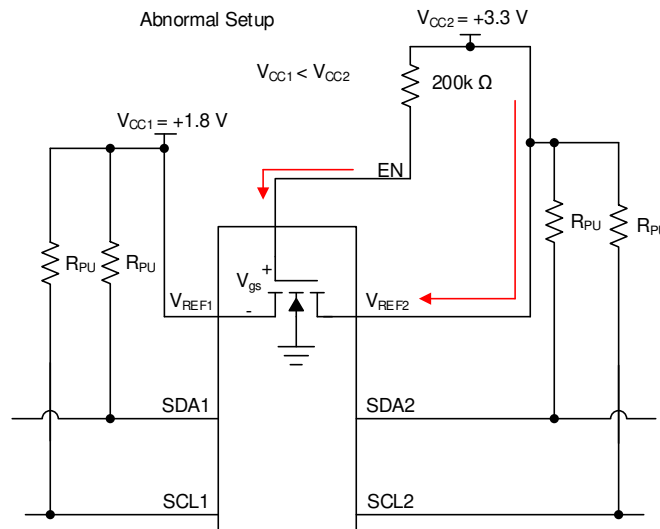 Abnormal Setup
VCC2 = +3.3 V
VCC1 < VCC2
200k Ω
VCC1 = +1.8 V
EN
RPU
RPU
RPU
RPU
Vgs
+
-
VREF1
VREF2
SDA1
SDA2
SCL1
SCL2